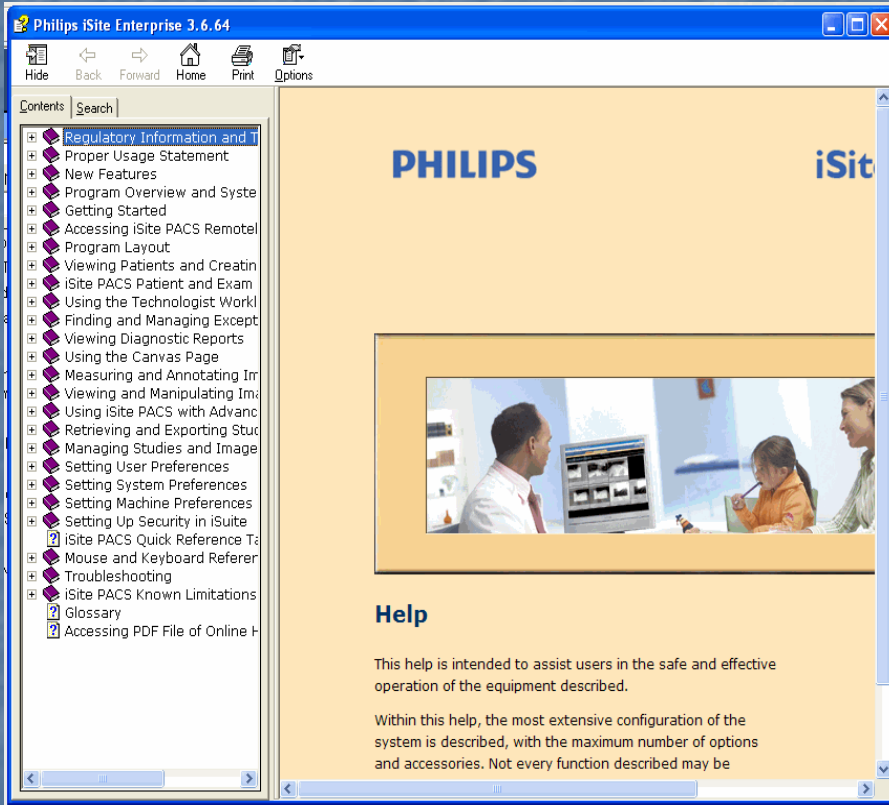 Philips iSite Enterprise 3.6.64
Hide Back Forward Home Print Options
Contents Search
Regulatory Information and T
Proper Usage Statement
New Features
Program Overview and Syste
Getting Started
Accessing iSite PACS Remotel
Program Layout
Viewing Patients and Creatin
iSite PACS Patient and Exam
Using the Technologist Workl
Finding and Managing Except
Viewing Diagnostic Reports
Using the Canvas Page
Measuring and Annotating Im
Viewing and Manipulating Ima
Using iSite PACS with Advanc
Retrieving and Exporting Stud
Managing Studies and Image
Setting User Preferences
Setting System Preferences
Setting Machine Preferences
Setting Up Security in iSuite
iSite PACS Quick Reference Ta
Mouse and Keyboard Referen
Troubleshooting
iSite PACS Known Limitations
Glossary
Accessing PDF File of Online H
PHILIPS iSit
Help
This help is intended to assist users in the safe and effective
operation of the equipment described.
Within this help, the most extensive configuration of the
system is described, with the maximum number of options
and accessories. Not every function described may be